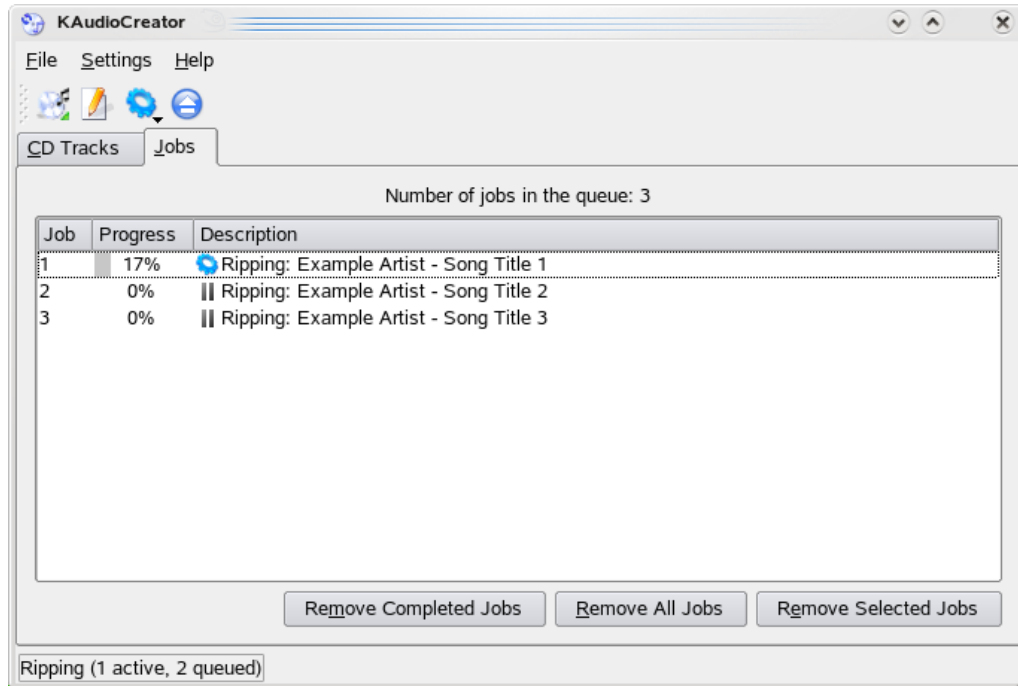 KAudioCreator
File Settings Help
CD Tracks Jobs
Number of jobs in the queue: 3
Job Progress Description
1 17% Ripping: Example Artist - Song Title 1
2 0% Ripping: Example Artist - Song Title 2
3 0% Ripping: Example Artist - Song Title 3
Remove Completed Jobs Remove All Jobs Remove Selected Jobs
Ripping (1 active, 2 queued)